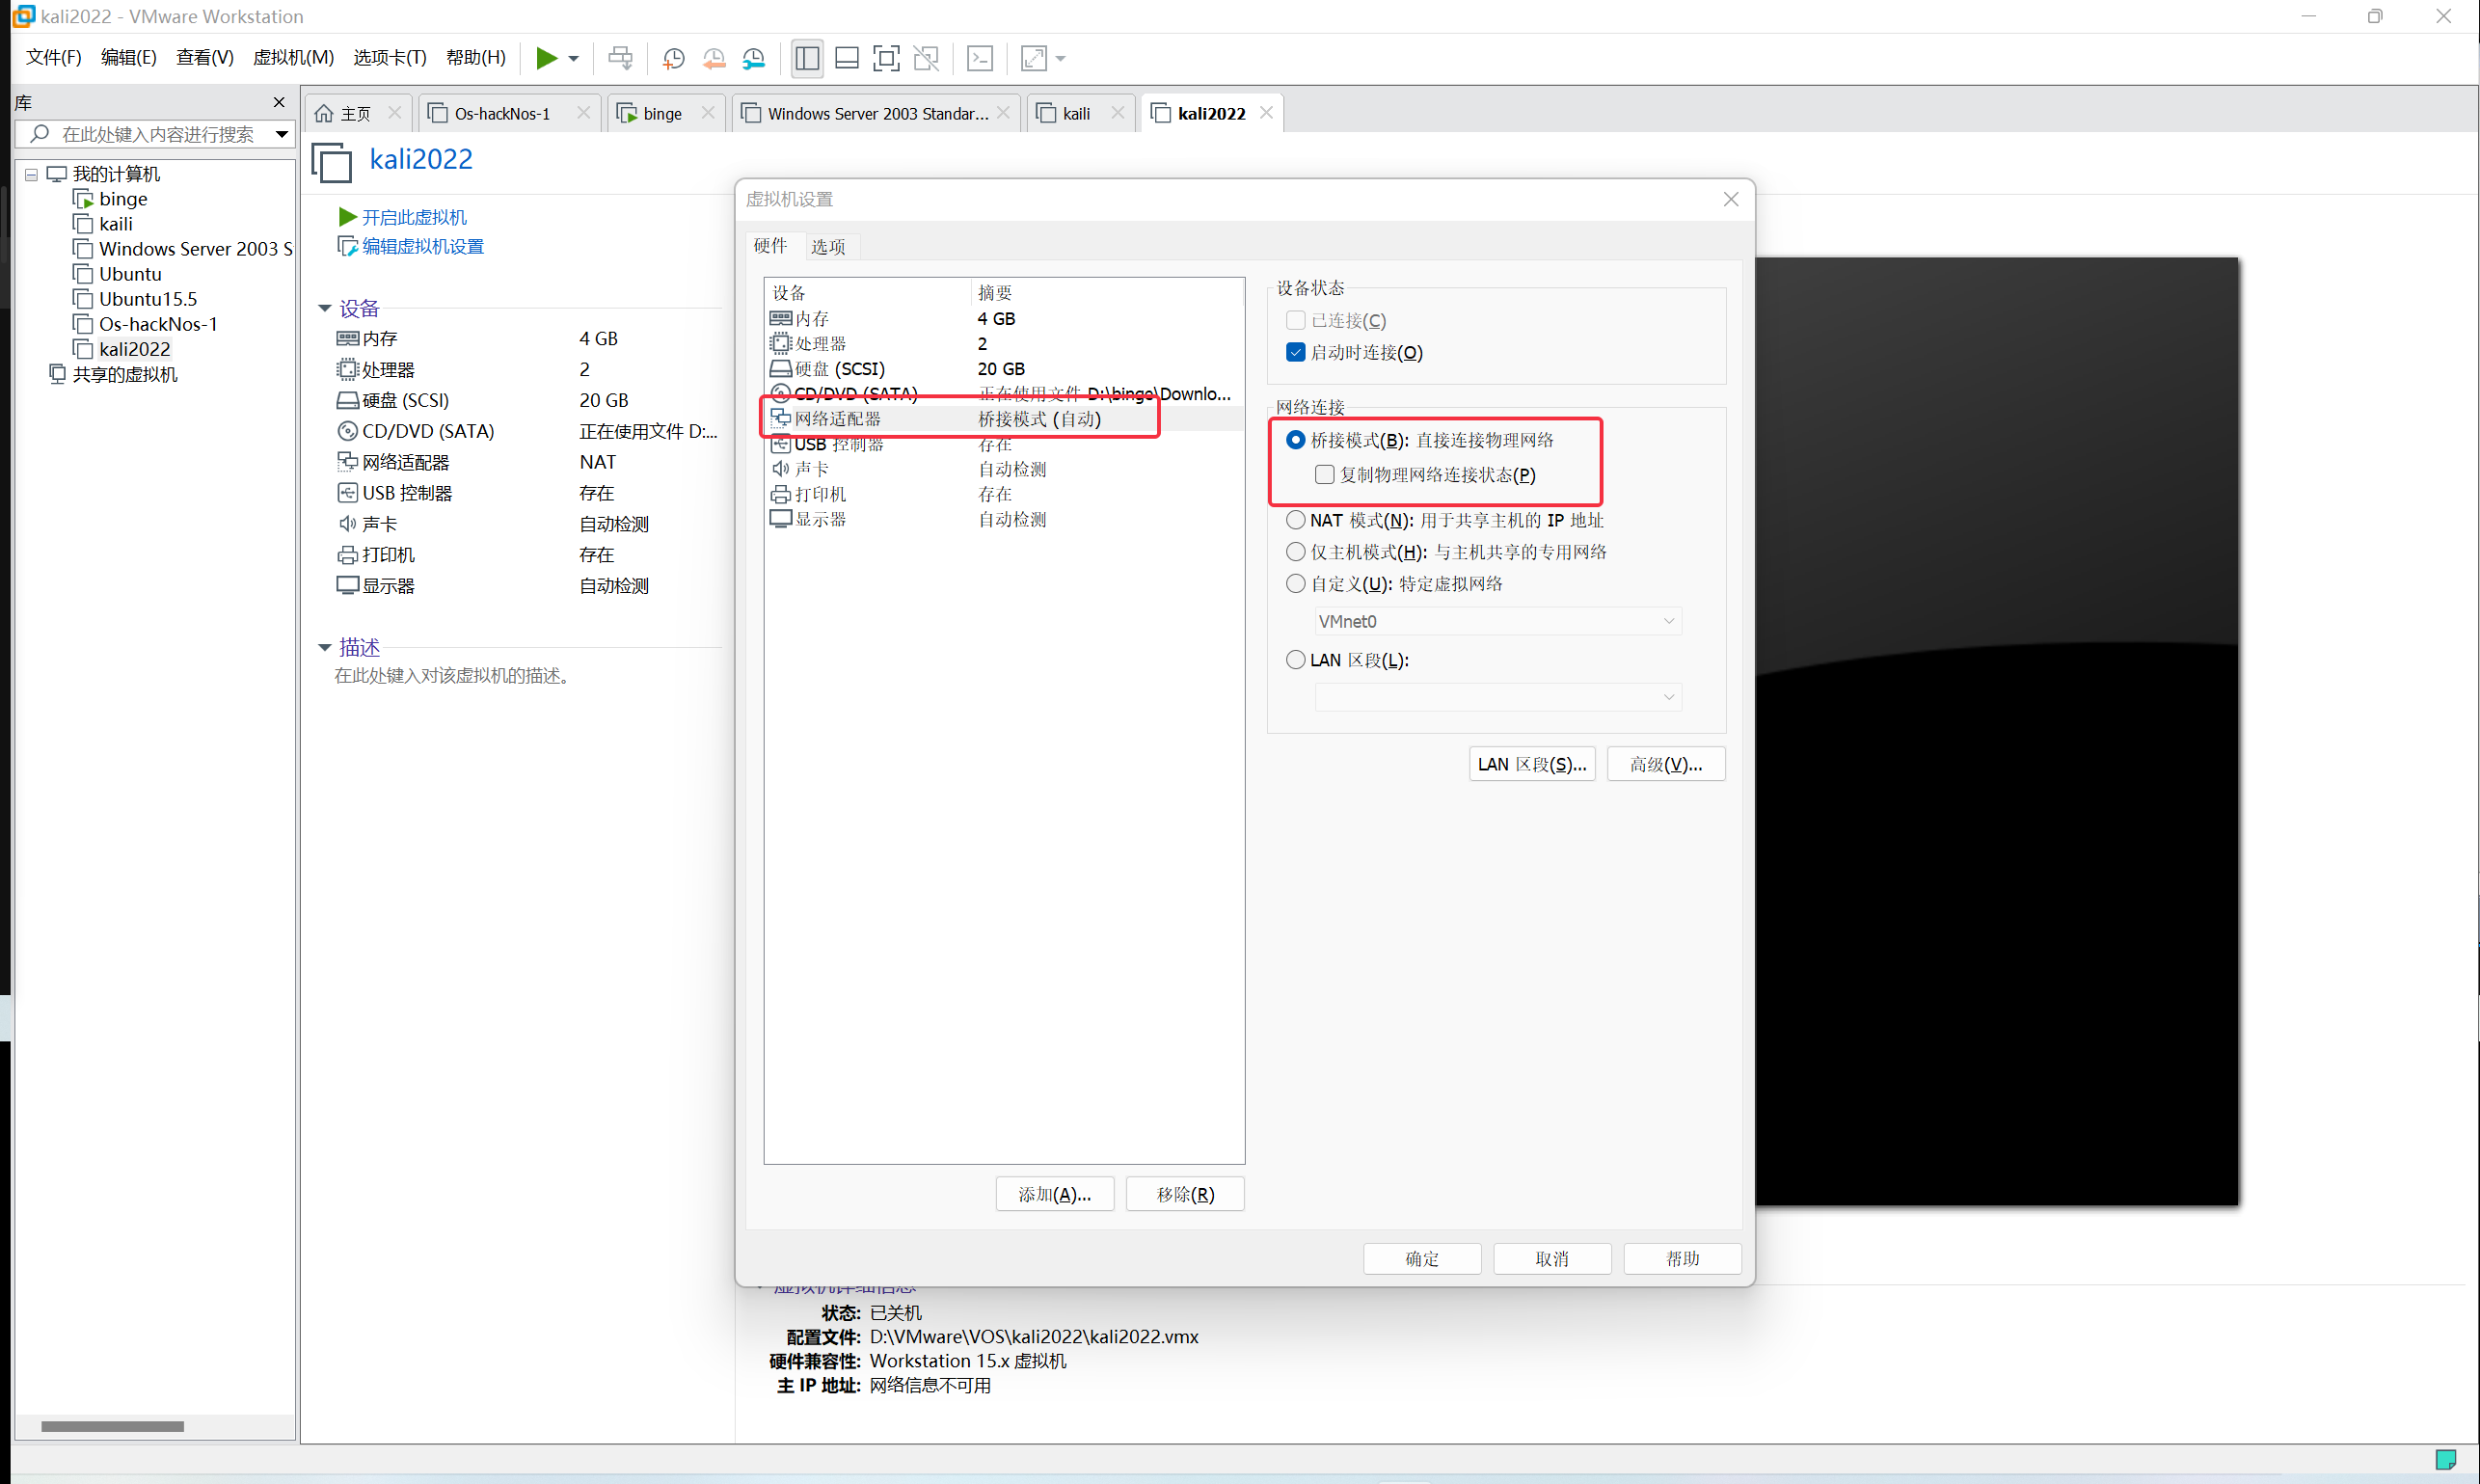 kali2022 - VMware Workstation
文件(F) 编辑(E) 查看(V) 虚拟机(M) 选项卡(T) 帮助(H)
库
在此处键入内容进行搜索
我的计算机
binge
kaili
Windows Server 2003 S
Ubuntu
Ubuntu15.5
Os-hackNos-1
kali2022
共享的虚拟机
主页 Os-hackNos-1 binge Windows Server 2003 Standar... kaili kali2022
kali2022
开启此虚拟机
编辑虚拟机设置
设备
内存 4 GB
处理器 2
硬盘 (SCSI) 20 GB
CD/DVD (SATA) 正在使用文件 D:...
网络适配器 NAT
USB 控制器 存在
声卡 自动检测
打印机 存在
显示器 自动检测
描述
在此处键入对该虚拟机的描述。
虚拟机设置
硬件 选项
设备 摘要
内存 4 GB
处理器 2
硬盘 (SCSI) 20 GB
CD/DVD (SATA) 正在使用文件 D:\binge\Downlo...
网络适配器 桥接模式 (自动)
USB 控制器 存在
声卡 自动检测
打印机 存在
显示器 自动检测
添加(A)... 移除(R)
设备状态
已连接(C)
启动时连接(O)
网络连接
桥接模式(B): 直接连接物理网络
复制物理网络连接状态(P)
NAT 模式(N): 用于共享主机的 IP 地址
仅主机模式(H): 与主机共享的专用网络
自定义(U): 特定虚拟网络
VMnet0
LAN 区段(L):
LAN 区段(S)... 高级(V)...
确定 取消 帮助
虚拟机详细信息
状态: 已关机
配置文件: D:\VMware\VOS\kali2022\kali2022.vmx
硬件兼容性: Workstation 15.x 虚拟机
主 IP 地址: 网络信息不可用